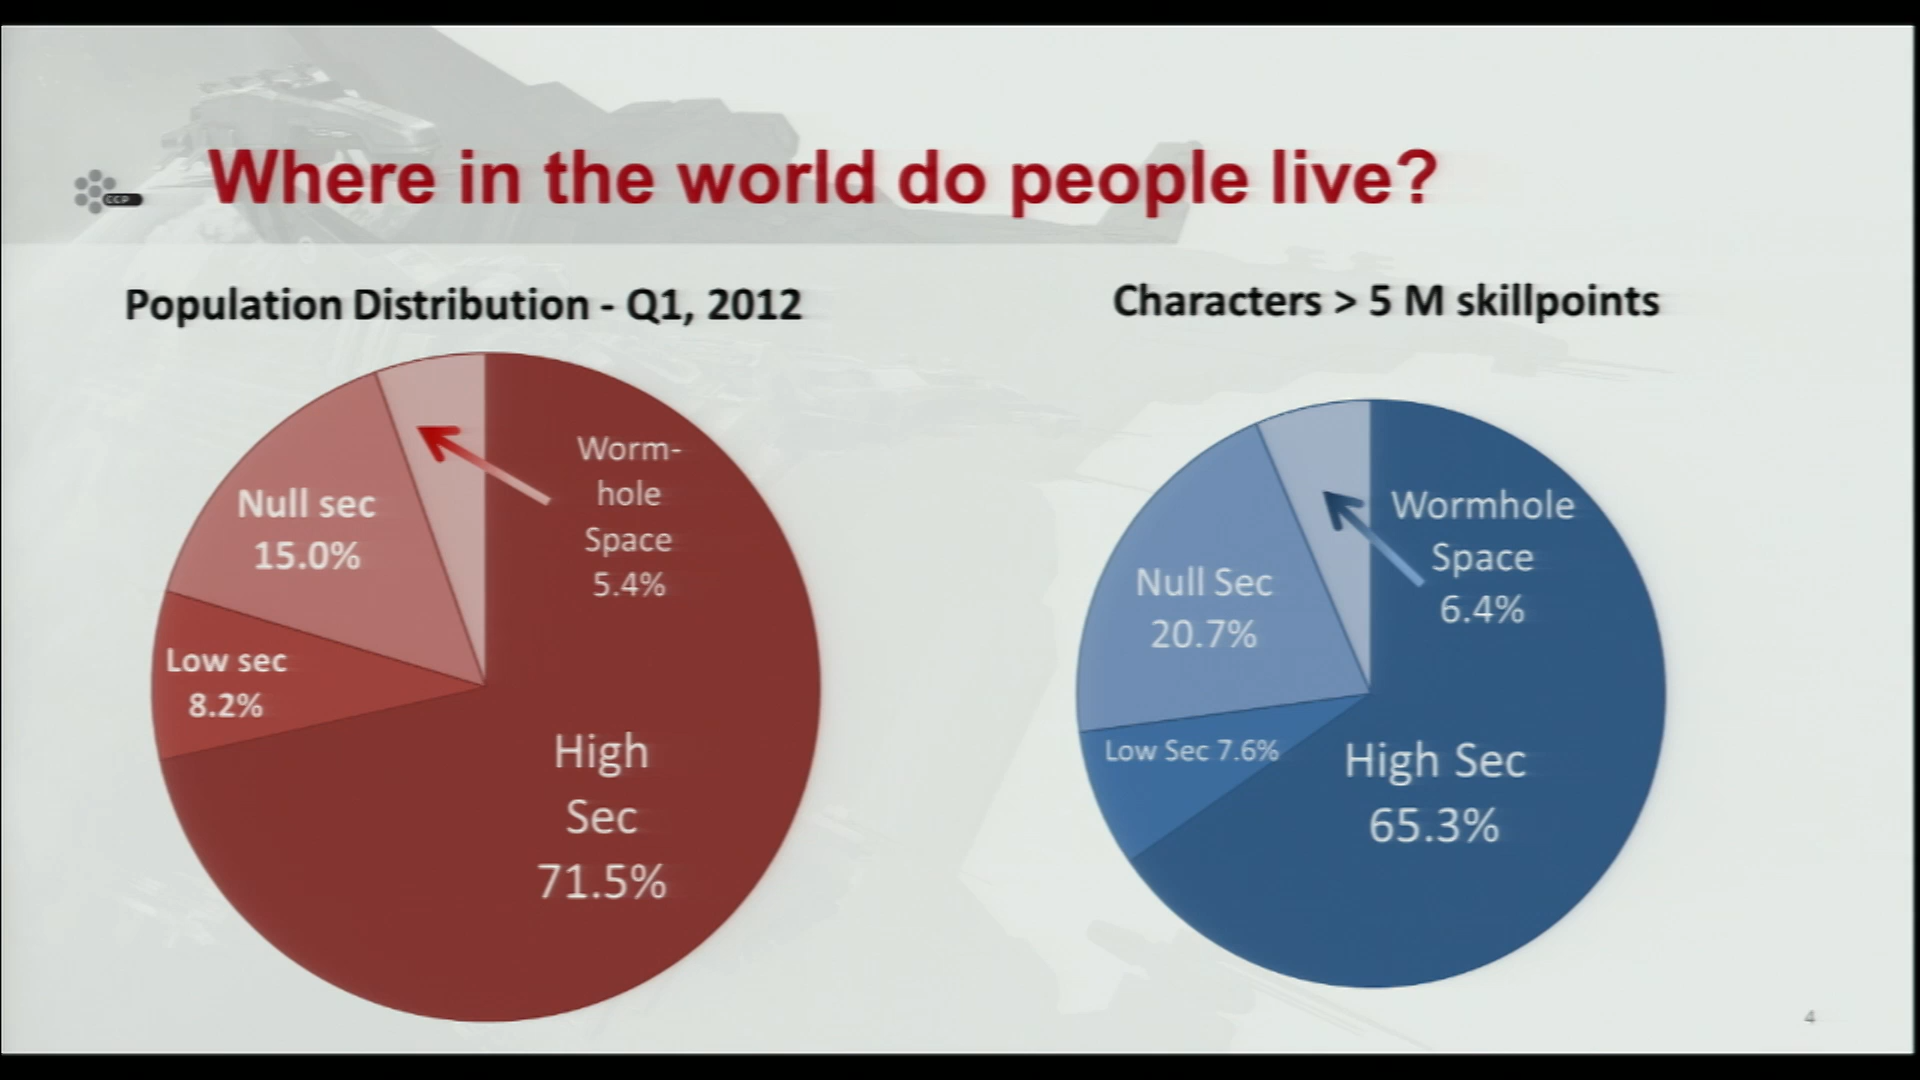 CCP
Where in the world do people live?
Population Distribution - Q1, 2012
Worm-
hole
Space
5.4%
Null sec
15.0%
Low sec
8.2%
High
Sec
71.5%
Characters > 5 M skillpoints
Wormhole
Space
6.4%
Null Sec
20.7%
Low Sec 7.6%
High Sec
65.3%
4